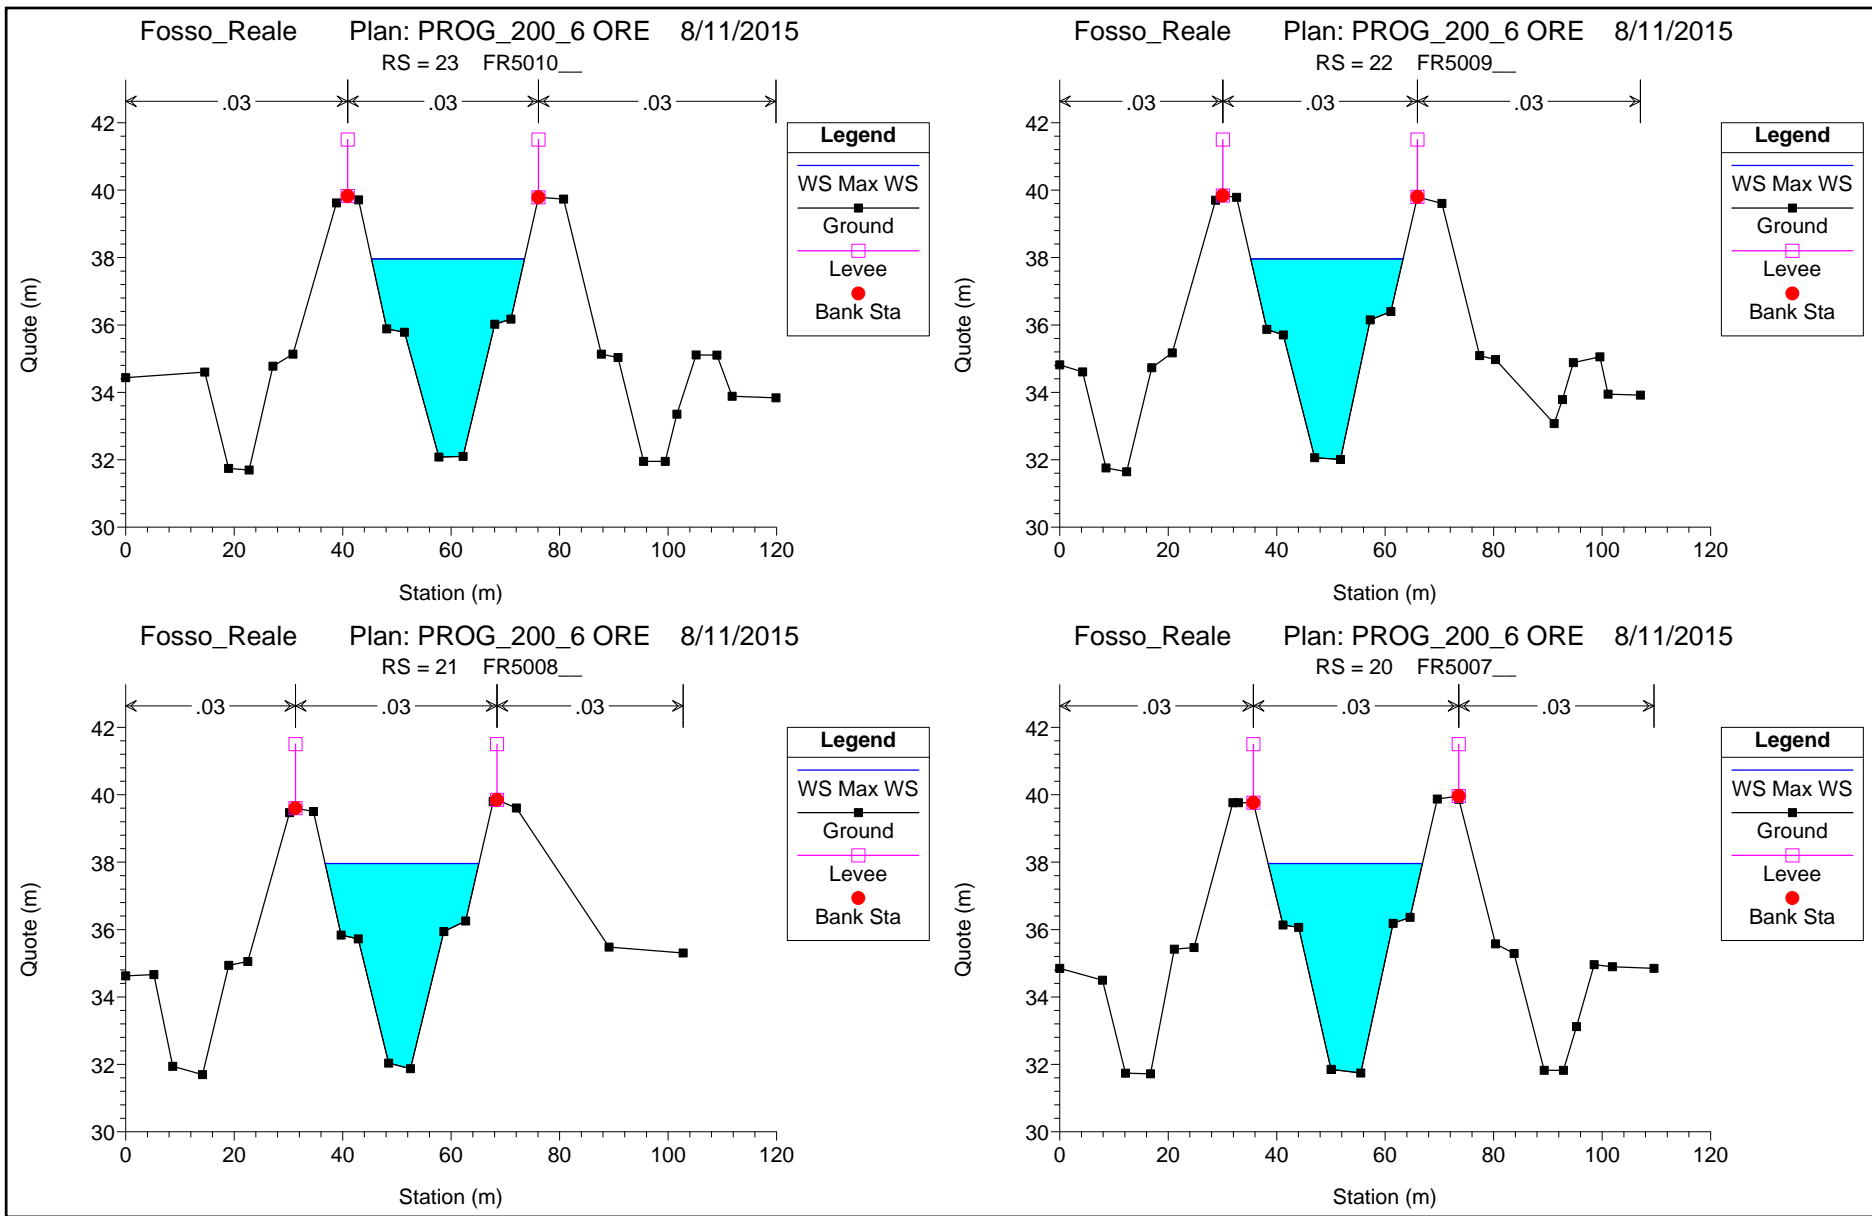 Fosso_Reale Plan: PROG_200_6 ORE 8/11/2015
RS = 23 FR5010__
.03 .03 .03
42
40
38
36
34
32
30
Quote (m)
0 20 40 60 80 100 120
Station (m)
Legend
WS Max WS
Ground
Levee
Bank Sta
Fosso_Reale Plan: PROG_200_6 ORE 8/11/2015
RS = 22 FR5009__
.03 .03 .03
42
40
38
36
34
32
30
Quote (m)
0 20 40 60 80 100 120
Station (m)
Legend
WS Max WS
Ground
Levee
Bank Sta
Fosso_Reale Plan: PROG_200_6 ORE 8/11/2015
RS = 21 FR5008__
.03 .03 .03
42
40
38
36
34
32
30
Quote (m)
0 20 40 60 80 100 120
Station (m)
Legend
WS Max WS
Ground
Levee
Bank Sta
Fosso_Reale Plan: PROG_200_6 ORE 8/11/2015
RS = 20 FR5007__
.03 .03 .03
42
40
38
36
34
32
30
Quote (m)
0 20 40 60 80 100 120
Station (m)
Legend
WS Max WS
Ground
Levee
Bank Sta